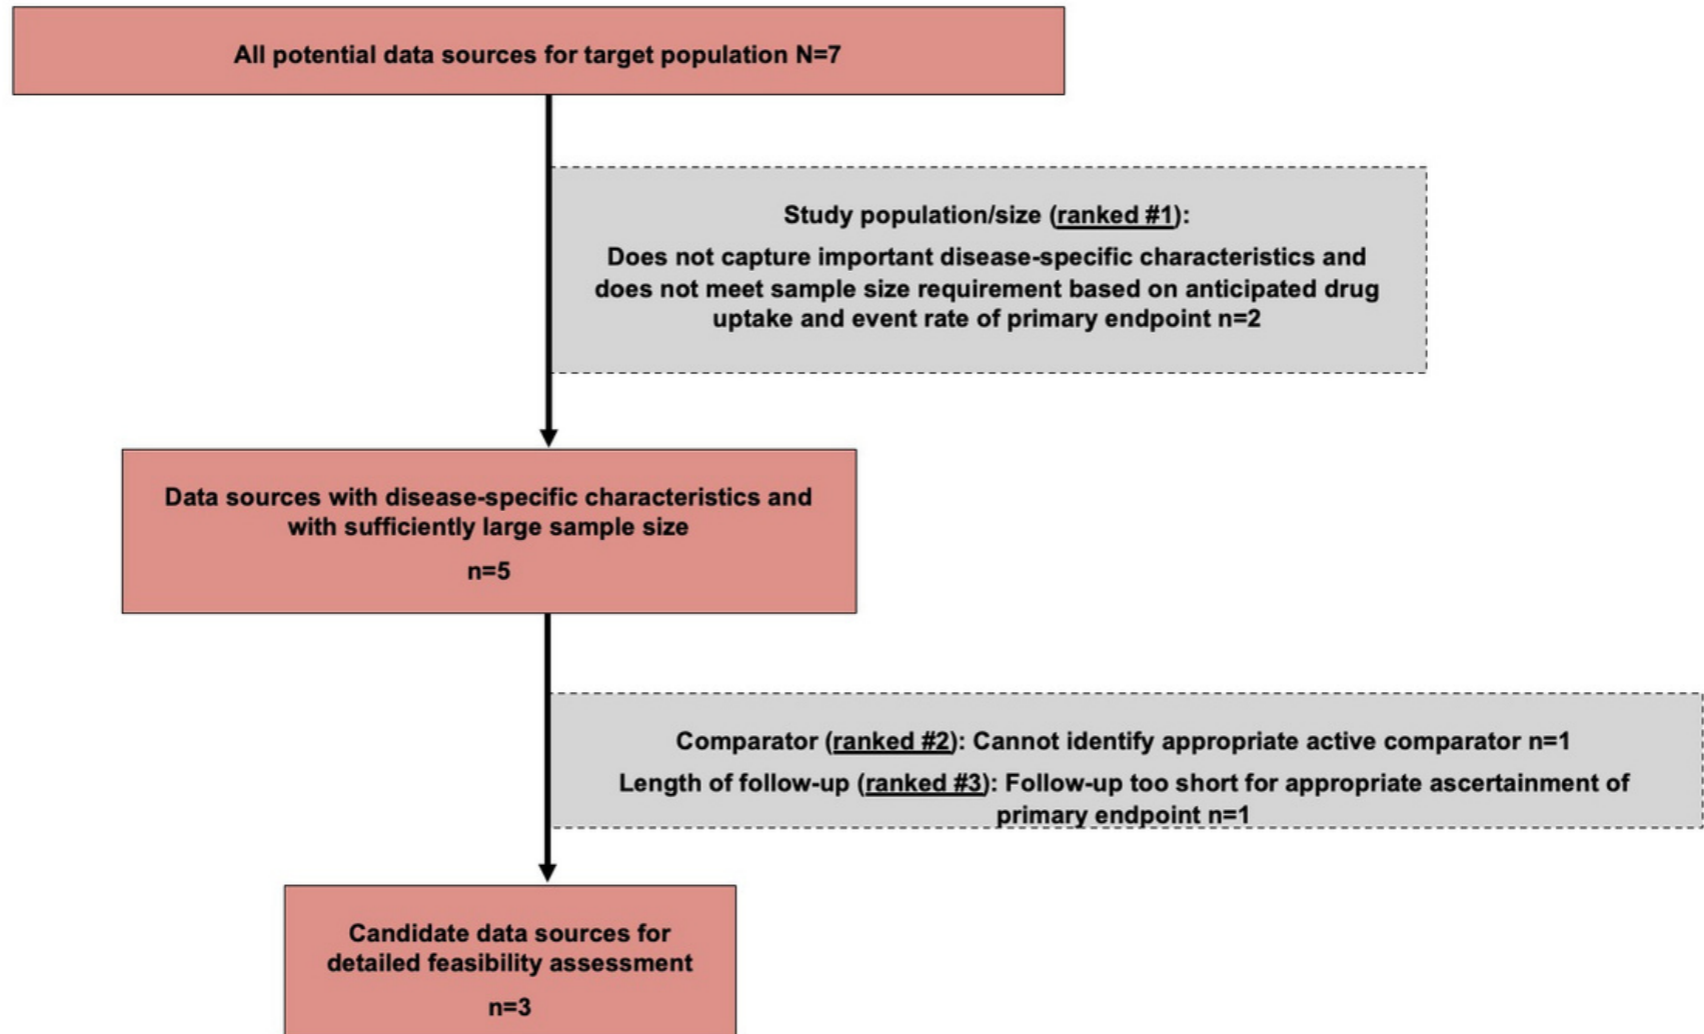 All potential data sources for target population N=7
Study population/size (ranked #1):
Does not capture important disease-specific characteristics and
does not meet sample size requirement based on anticipated drug
uptake and event rate of primary endpoint n=2
Data sources with disease-specific characteristics and
with sufficiently large sample size
n=5
Comparator (ranked #2): Cannot identify appropriate active comparator n=1
Length of follow-up (ranked #3): Follow-up too short for appropriate ascertainment of
primary endpoint n=1
Candidate data sources for
detailed feasibility assessment
n=3